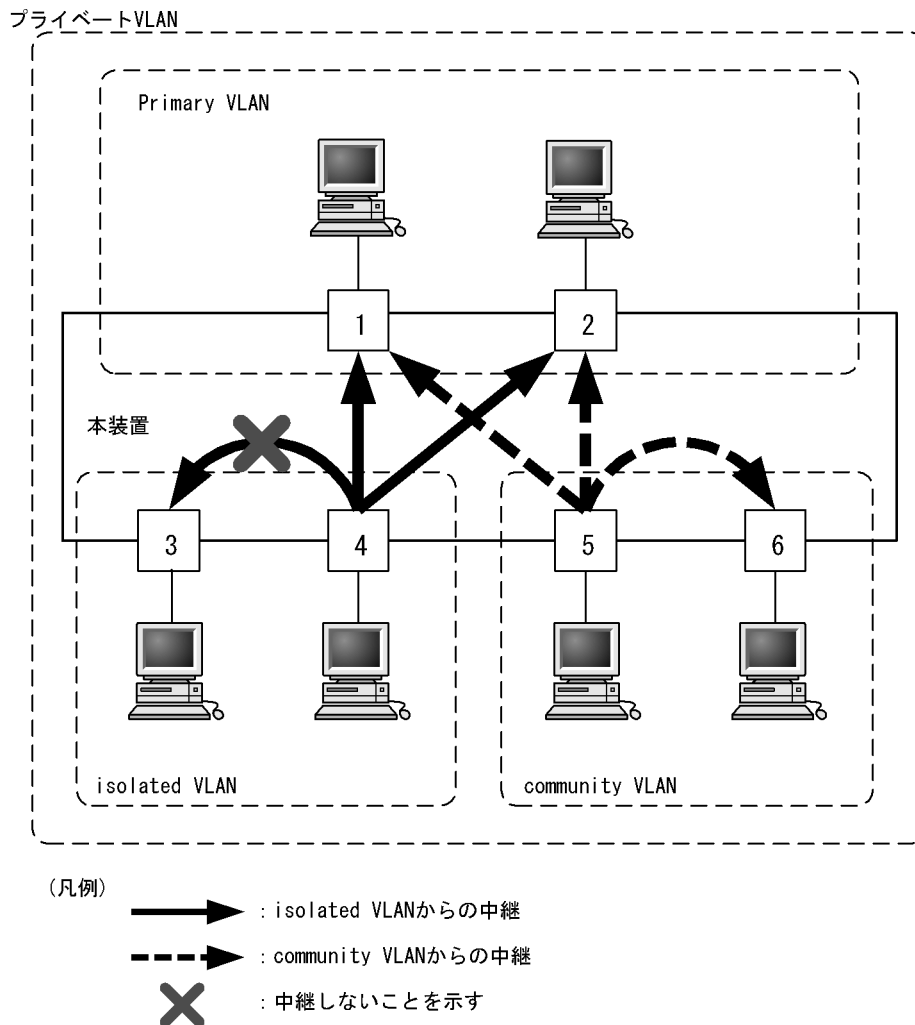 プライベートVLAN
Primary VLAN
1
2
本装置
3
4
5
6
isolated VLAN
community VLAN
(凡例)
: isolated VLANからの中継
: community VLANからの中継
: 中継しないことを示す